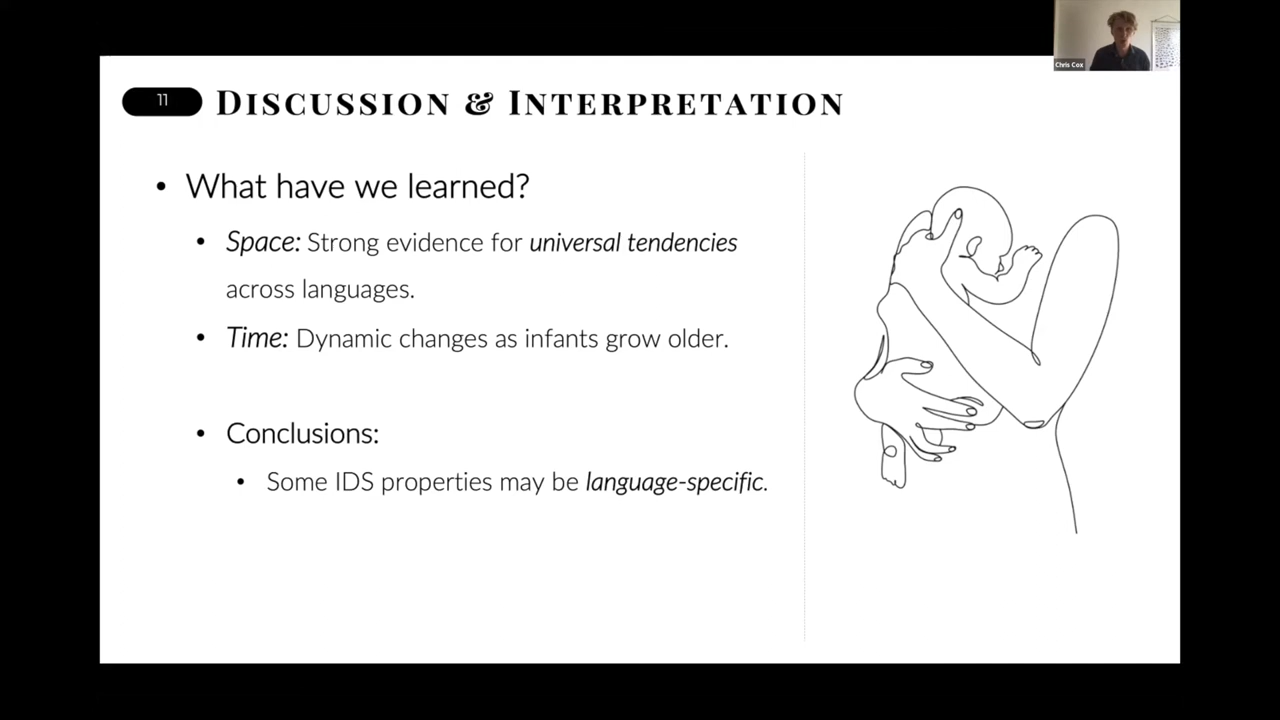 11
Discussion & Interpretation
• What have we learned?
• Space: Strong evidence for universal tendencies
across languages.
• Time: Dynamic changes as infants grow older.
• Conclusions:
• Some IDS properties may be language-specific.
Chris Cox